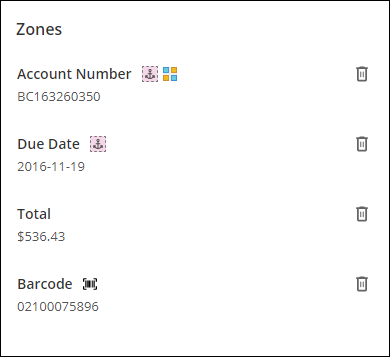 Zones
Account Number
BC163260350
Due Date
2016-11-19
Total
$536.43
Barcode
02100075896